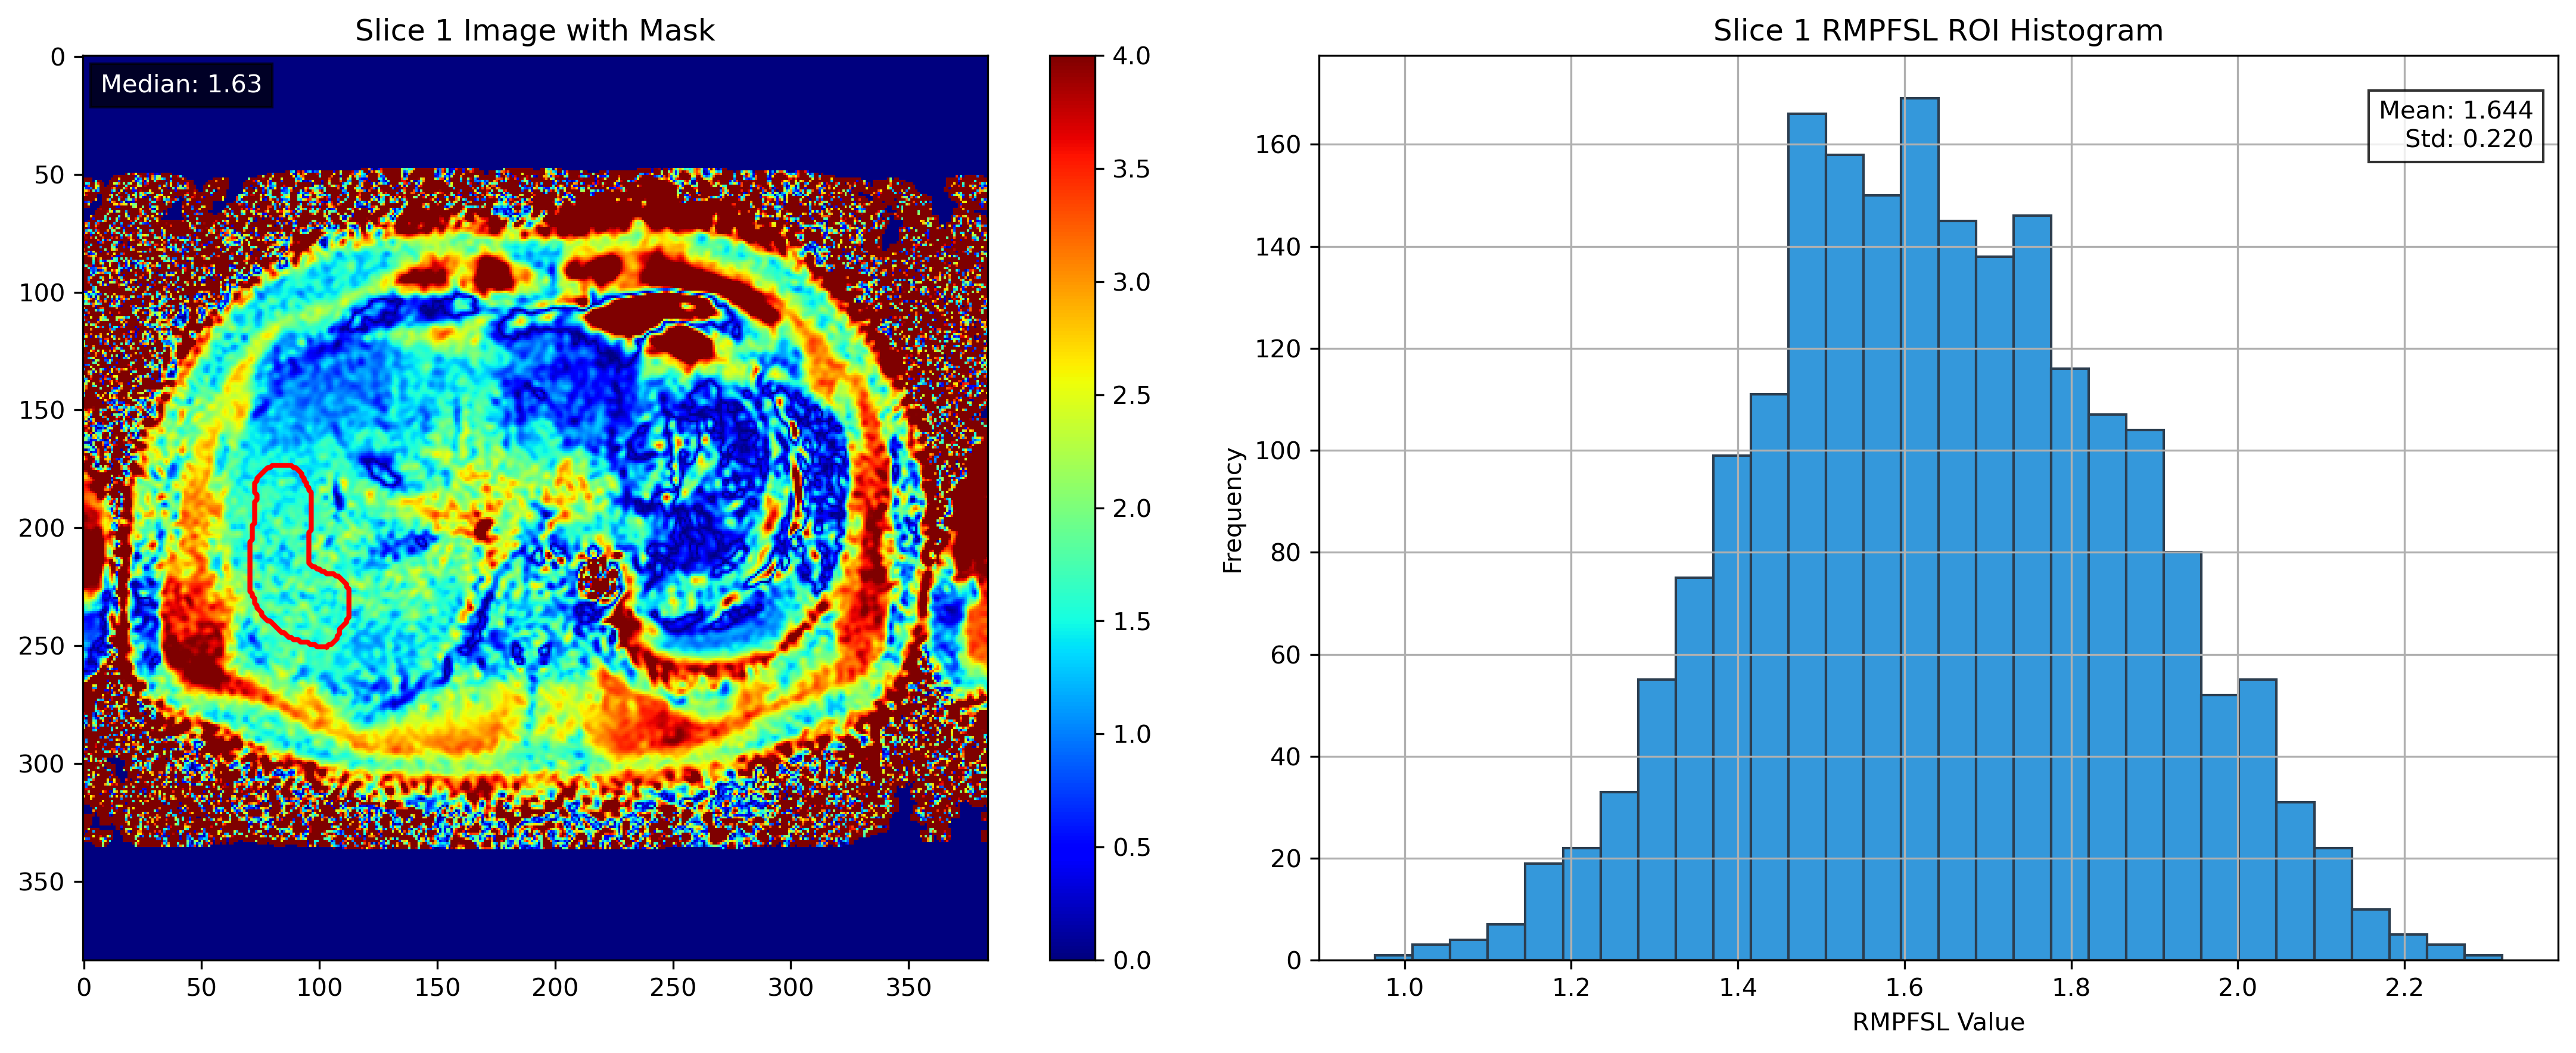 Slice 1 Image with Mask
Median: 1.63
0
50
100
150
200
250
300
350
0 50 100 150 200 250 300 350
4.0
3.5
3.0
2.5
2.0
1.5
1.0
0.5
0.0
Slice 1 RMPFSL ROI Histogram
Mean: 1.644
Std: 0.220
Frequency
160
140
120
100
80
60
40
20
0
1.0 1.2 1.4 1.6 1.8 2.0 2.2
RMPFSL Value